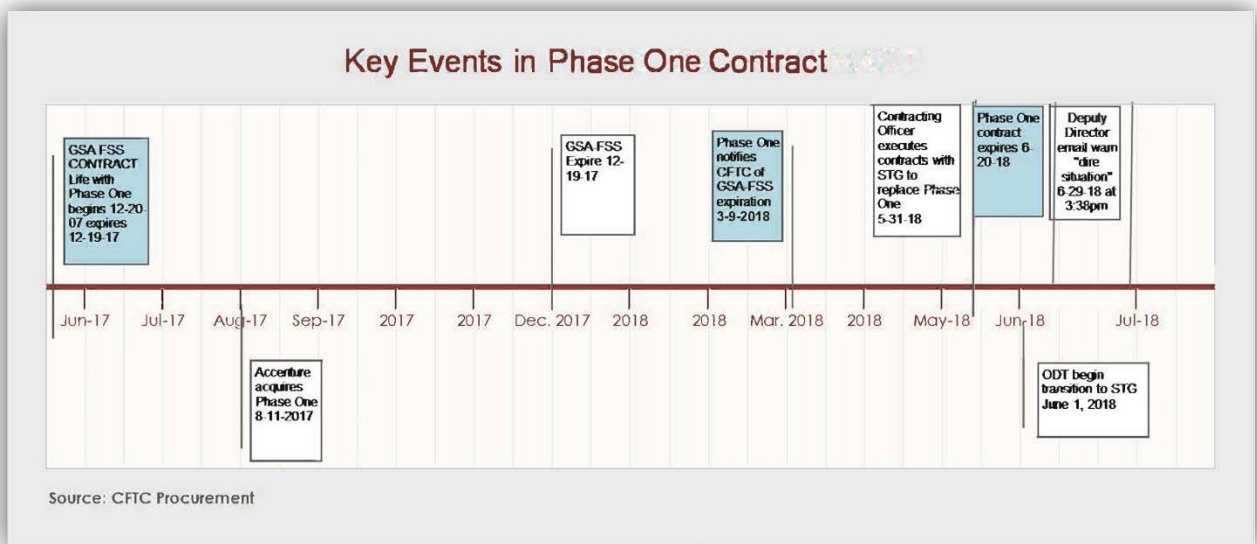 Key Events in Phase One Contract
GSA FSS
CONTRACT
Life with
Phase One
begins 12-20-
07 expires
12-19-17
GSA-FSS
Expire 12-
19-17
Phase One
notifies
CFTC of
GSA-FSS
expiration
3-9-2018
Contracting
Officer
executes
contracts with
STG to
replace Phase
One
5-31-18
Phase One
contract
expires 6-
20-18
Deputy
Director
email warn
"dire
situation"
6-29-18 at
3:38pm
Jun-17 Jul-17 Aug-17 Sep-17 2017 2017 Dec. 2017 2018 2018 Mar. 2018 2018 May-18 Jun-18 Jul-18
Accenture
acquires
Phase One
8-11-2017
ODT begin
transition to STG
June 1, 2018
Source: CFTC Procurement